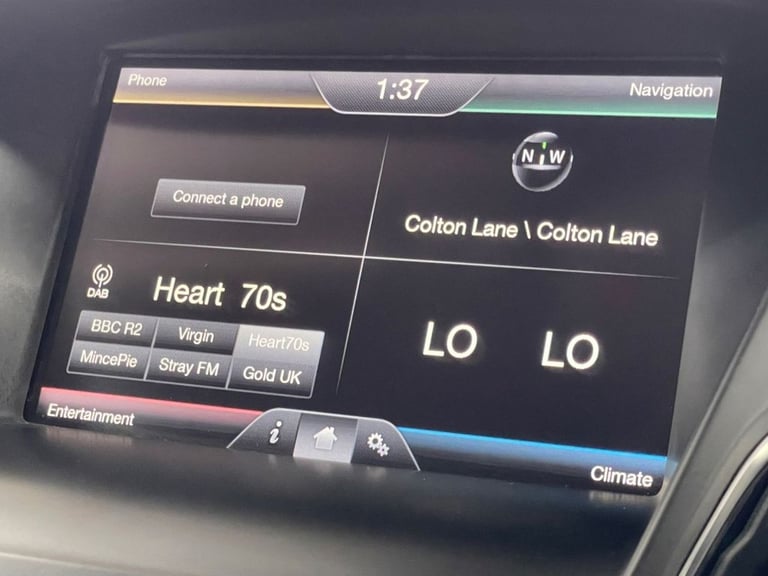 Phone
1:37
Navigation
N W
Connect a phone
Colton Lane \ Colton Lane
DAB
Heart 70s
BBC R2
Virgin
Heart70s
MincePie
Stray FM
Gold UK
LO LO
Entertainment
i
Climate